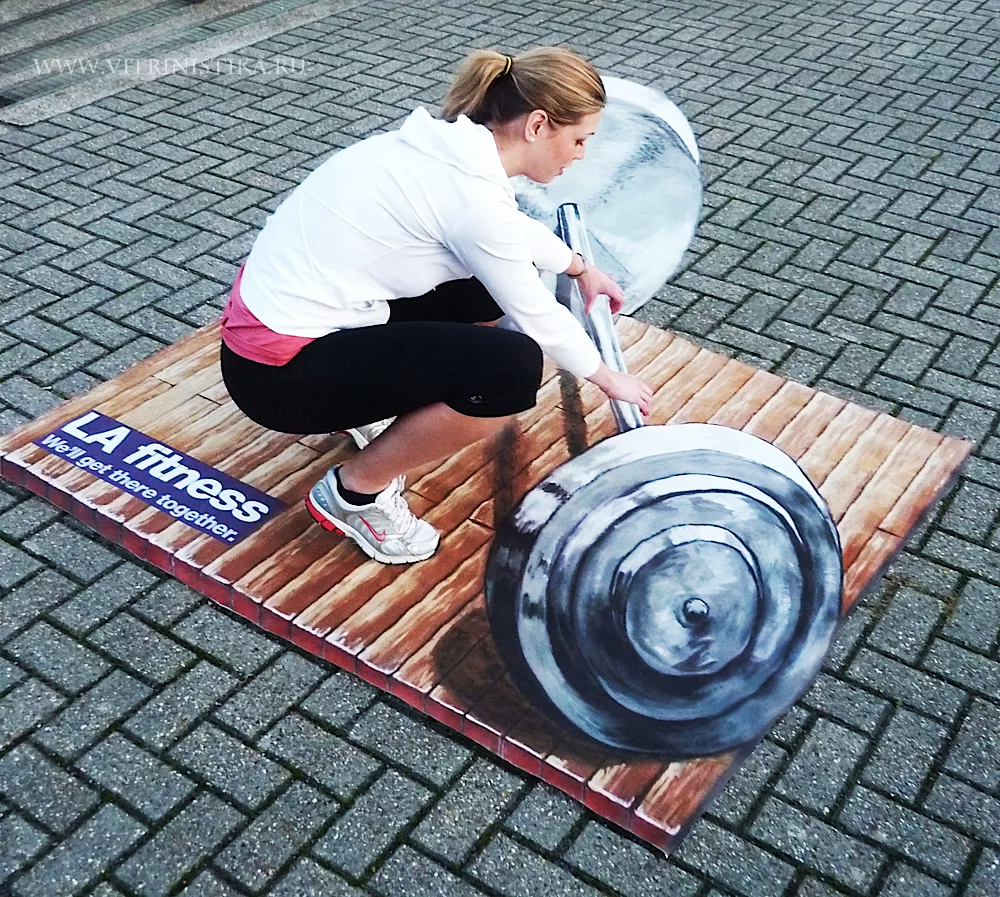 WWW.VITRINISTIKA.RU
LA fitness
We'll get there together.